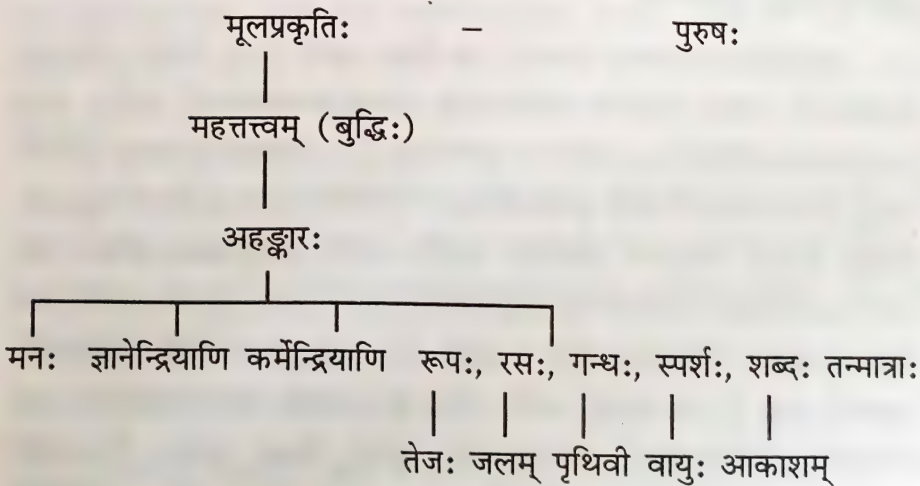 मूलप्रकृतिः – पुरुषः
महत्तत्त्वम् (बुद्धिः)
अहङ्कारः
मनः ज्ञानेन्द्रियाणि कर्मेन्द्रियाणि रूपः, रसः, गन्धः, स्पर्शः, शब्दः तन्मात्राः
तेजः जलम् पृथिवी वायुः आकाशम्